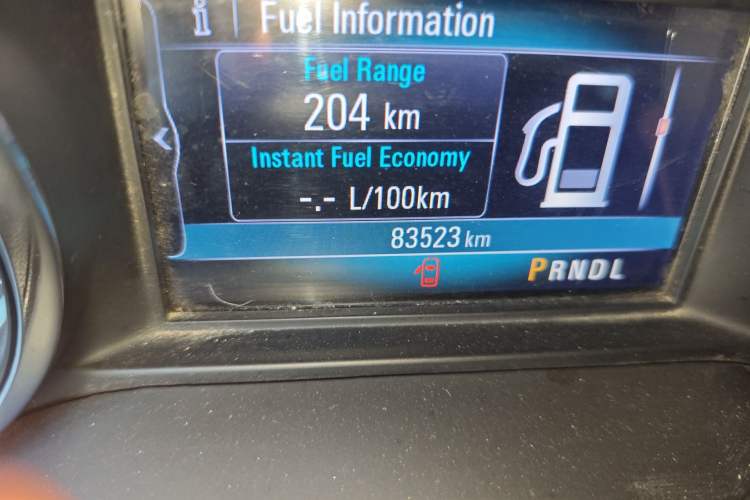 i Fuel Information
Fuel Range
204 km
Instant Fuel Economy
-.- L/100km
83523 km
PRNDL